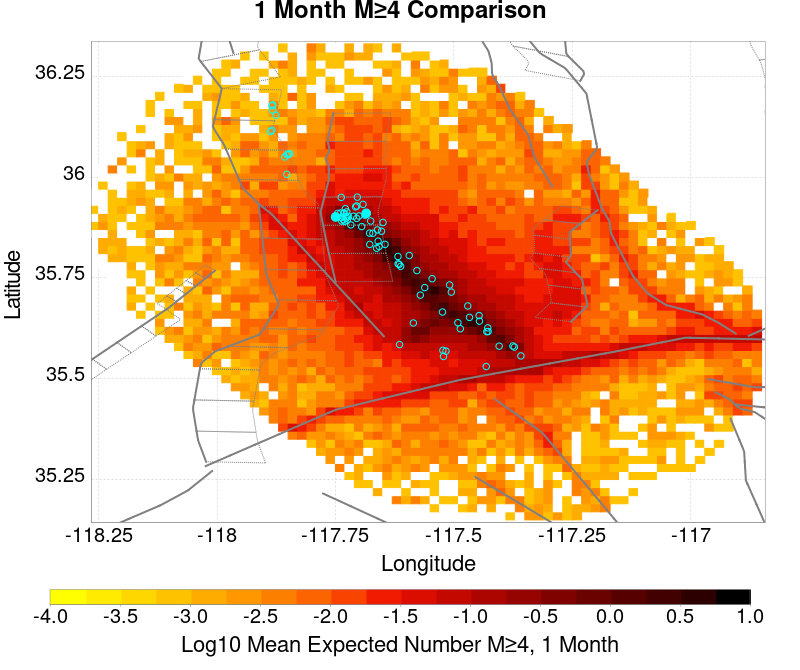 1 Month M≥4 Comparison
36.25
36
35.75
35.5
35.25
Latitude
-118.25 -118 -117.75 -117.5 -117.25 -117
Longitude
-4.0 -3.5 -3.0 -2.5 -2.0 -1.5 -1.0 -0.5 0.0 0.5 1.0
Log10 Mean Expected Number M≥4, 1 Month